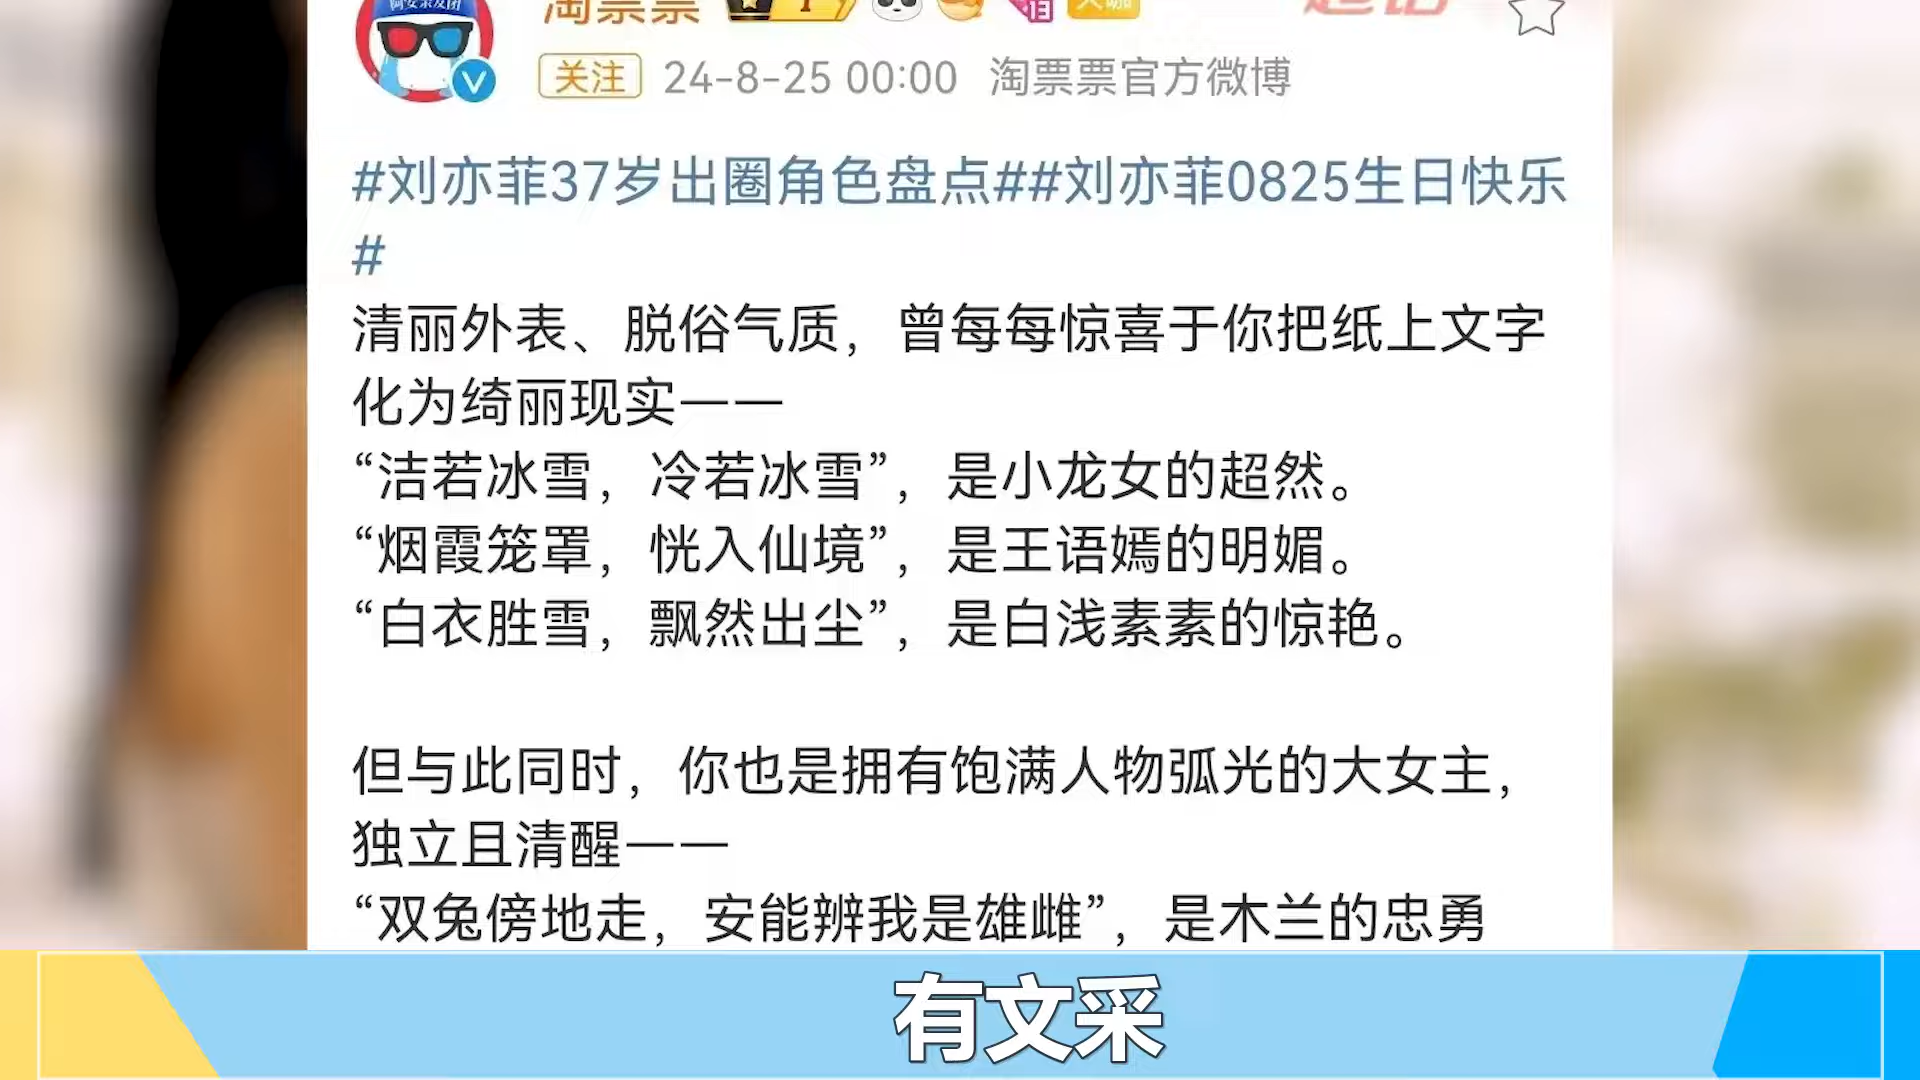 淘票票
关注 24-8-25 00:00 淘票票官方微博
#刘亦菲37岁出圈角色盘点##刘亦菲0825生日快乐
#
清丽外表、脱俗气质，曾每每惊喜于你把纸上文字
化为绮丽现实——
“洁若冰雪，冷若冰雪”，是小龙女的超然。
“烟霞笼罩，恍入仙境”，是王语嫣的明媚。
“白衣胜雪，飘然出尘”，是白浅素素的惊艳。
但与此同时，你也是拥有饱满人物弧光的大女主，
独立且清醒——
“双兔傍地走，安能辨我是雄雌”，是木兰的忠勇
有文采